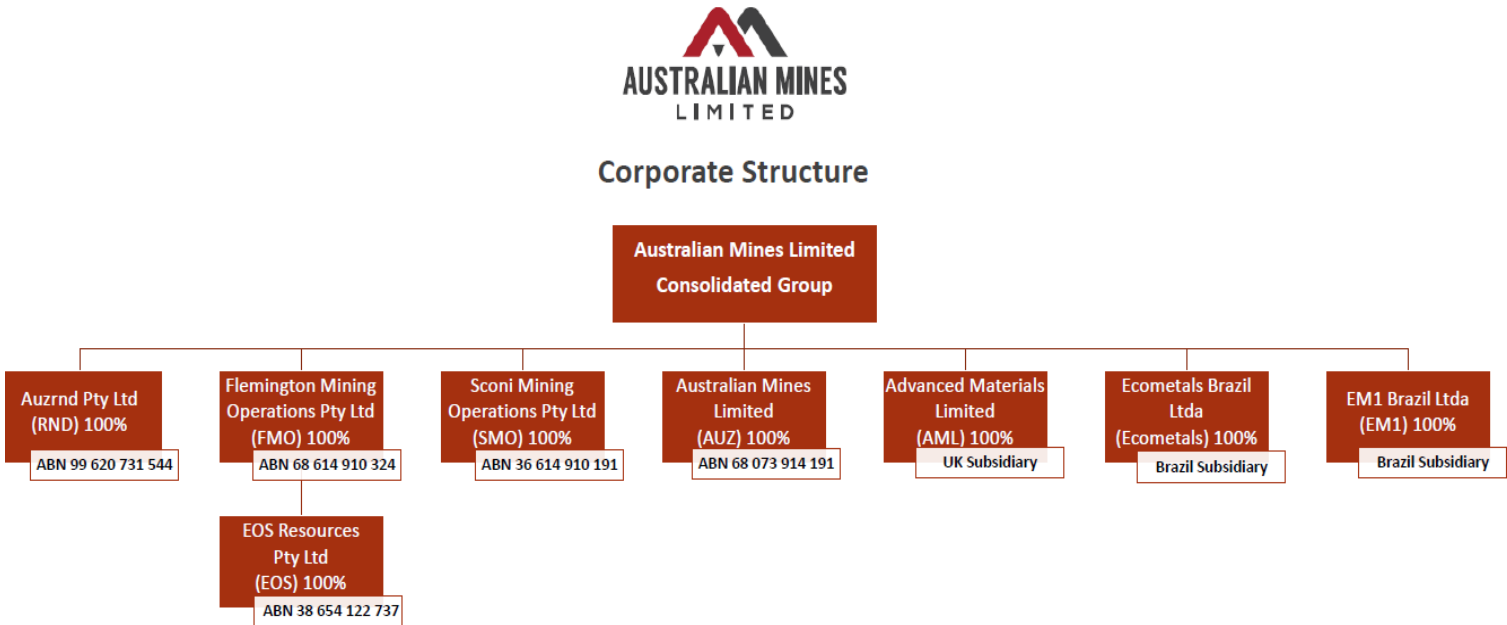 AUSTRALIAN MINES
LIMITED
Corporate Structure
Australian Mines Limited
Consolidated Group
Auzrnd Pty Ltd
(RND) 100%
ABN 99 620 731 544
Flemington Mining
Operations Pty Ltd
(FMO) 100%
ABN 68 614 910 324
Sconi Mining
Operations Pty Ltd
(SMO) 100%
ABN 36 614 910 191
Australian Mines
Limited
(AUZ) 100%
ABN 68 073 914 191
Advanced Materials
Limited
(AML) 100%
UK Subsidiary
Ecometals Brazil
Ltda
(Ecometals) 100%
Brazil Subsidiary
EM1 Brazil Ltda
(EM1) 100%
Brazil Subsidiary
EOS Resources
Pty Ltd
(EOS) 100%
ABN 38 654 122 737